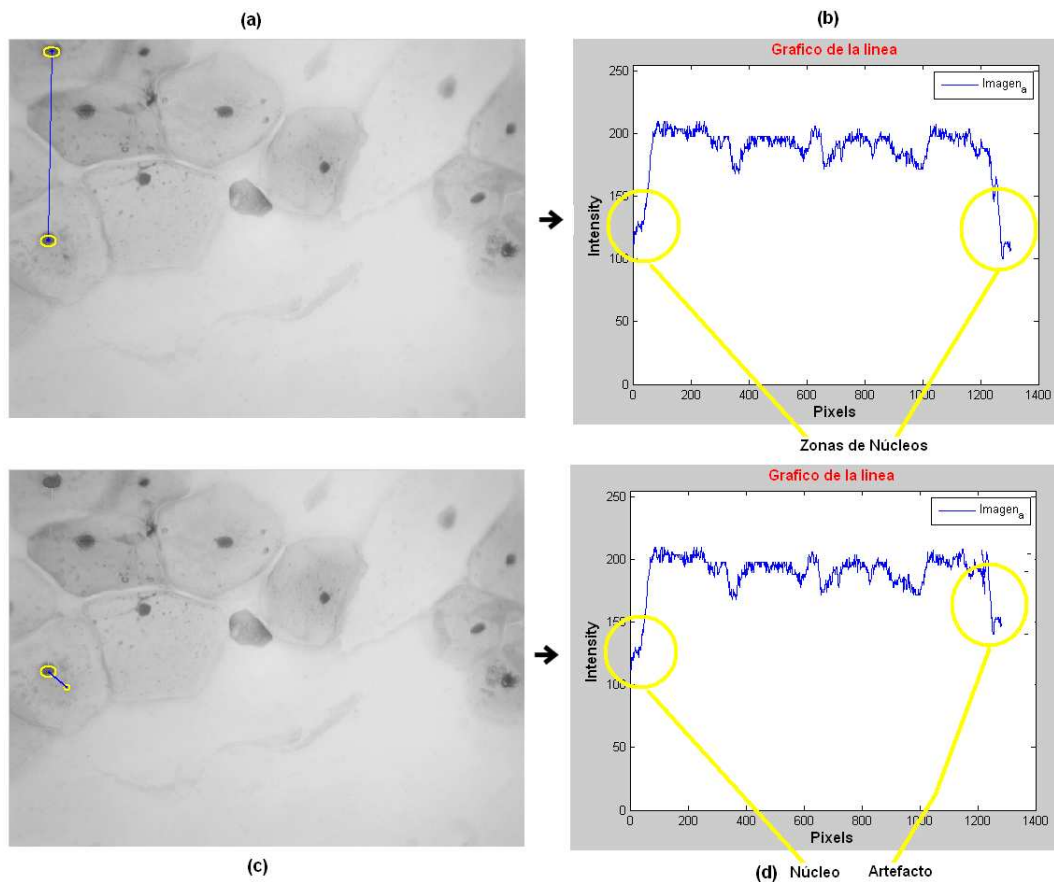 (a)
(b)
Grafico de la linea
Imagen_a
250
200
150
100
50
0
Intensity
0 200 400 600 800 1000 1200 1400
Pixels
Zonas de Núcleos
Grafico de la linea
Imagen_a
250
200
150
100
50
0
Intensity
0 200 400 600 800 1000 1200 1400
Pixels
(c)
(d) Núcleo Artefacto